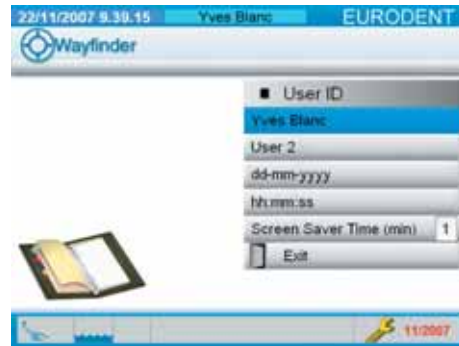 22/11/2007 9.39.15 Yves Blanc EURODENT
Wayfinder
User ID
Yves Blanc
User 2
dd-mm-yyyy
hh:mm:ss
Screen Saver Time (min) 1
Exit
11/2007